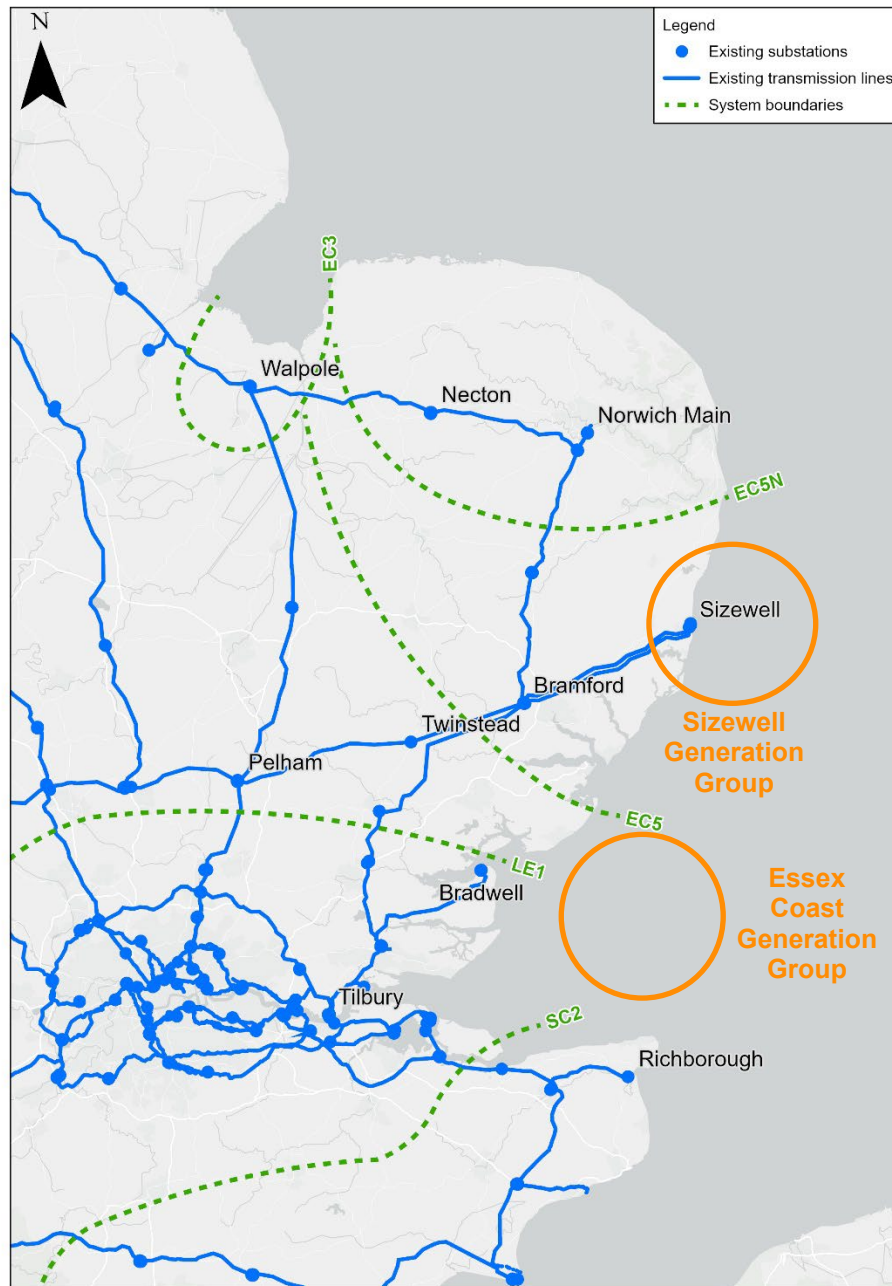 N
Legend
Existing substations
Existing transmission lines
System boundaries
EC3
Walpole
Necton
Norwich Main
EC5N
Sizewell
Bramford
Twinstead
Sizewell
Generation
Group
Pelham
EC5
LE1
Bradwell
Essex
Coast
Generation
Group
Tilbury
SC2
Richborough